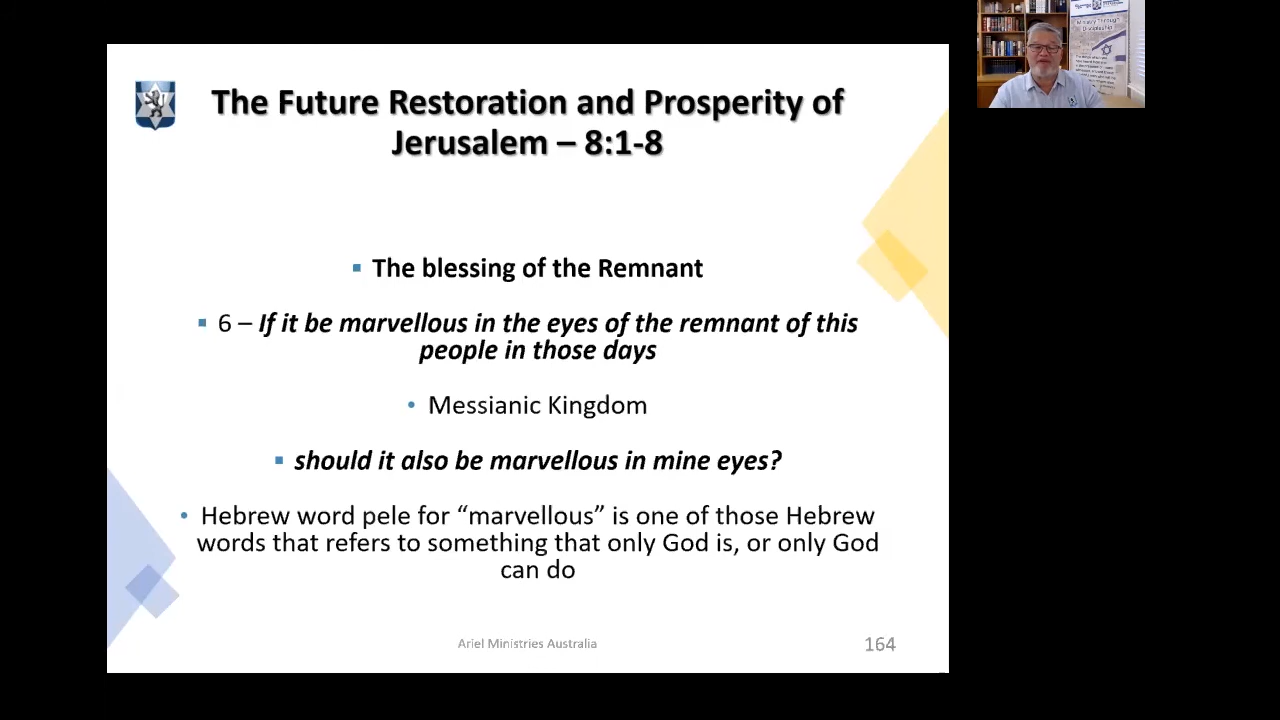 The Future Restoration and Prosperity of
Jerusalem – 8:1-8
▪ The blessing of the Remnant
▪ 6 – If it be marvellous in the eyes of the remnant of this
people in those days
• Messianic Kingdom
▪ should it also be marvellous in mine eyes?
• Hebrew word pele for “marvellous” is one of those Hebrew
words that refers to something that only God is, or only God
can do
Ariel Ministries Australia
164
Ministry Through
Discipleship